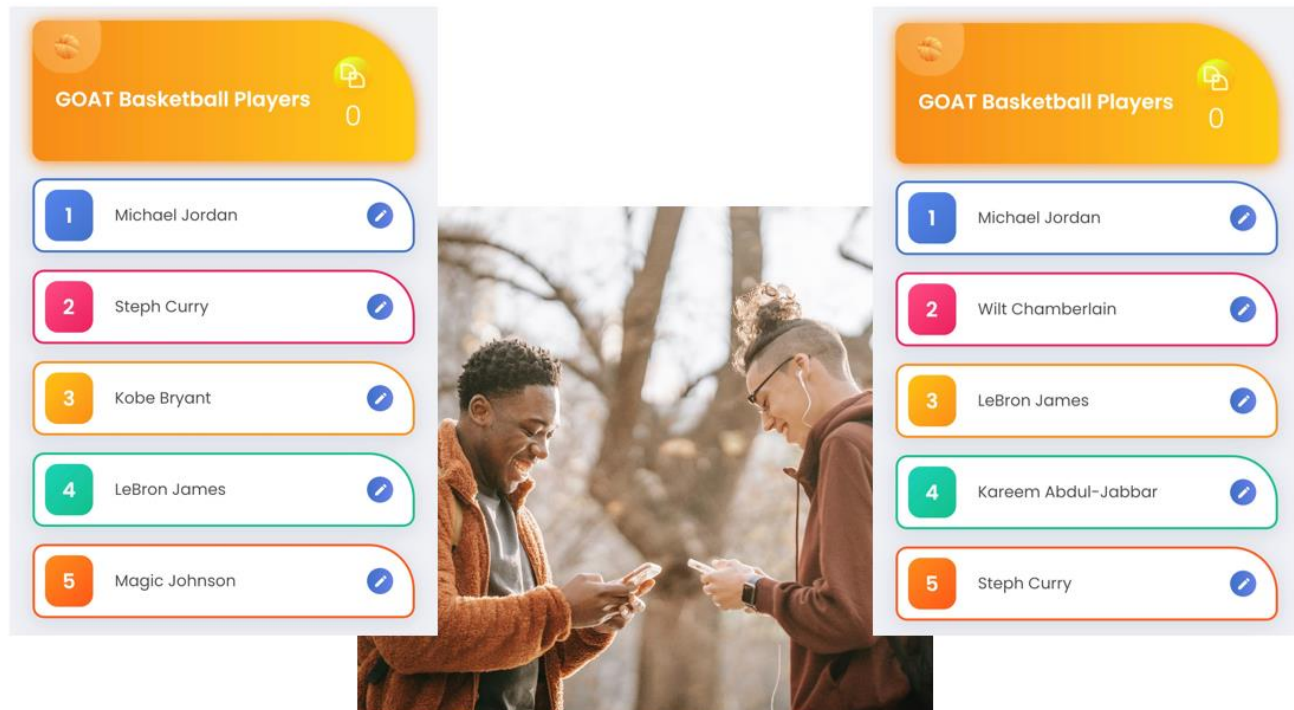 GOAT Basketball Players
0
1 Michael Jordan
2 Steph Curry
3 Kobe Bryant
4 LeBron James
5 Magic Johnson
GOAT Basketball Players
0
1 Michael Jordan
2 Wilt Chamberlain
3 LeBron James
4 Kareem Abdul-Jabbar
5 Steph Curry